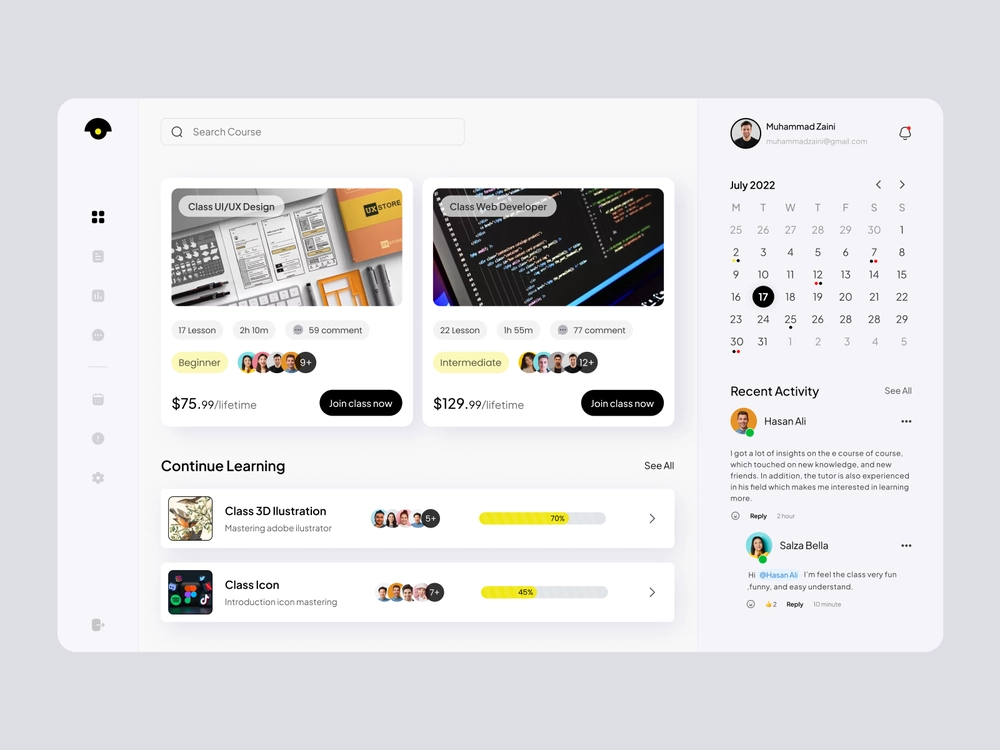 Search Course
Class UI/UX Design
UX STORE
17 Lesson
2h 10m
59 comment
Beginner
9+
$75.99/lifetime
Join class now
Class Web Developer
22 Lesson
1h 55m
77 comment
Intermediate
12+
$129.99/lifetime
Join class now
Continue Learning
See All
Class 3D Ilustration
Mastering adobe ilustrator
5+
70%
Class Icon
Introduction icon mastering
7+
45%
Muhammad Zaini
muhammadzaini@gmail.com
July 2022
M T W T F S S
25 26 27 28 29 30 1
2 3 4 5 6 7 8
9 10 11 12 13 14 15
16 17 18 19 20 21 22
23 24 25 26 28 28 29
30 31 1 2 3 4 5
Recent Activity
See All
Hasan Ali
I got a lot of insights on the e course of course,
which touched on new knowledge, and new
friends. In addition, the tutor is also experienced
in his field which makes me interested in learning
more.
Reply
2 hour
Salza Bella
Hi @Hasan Ali I'm feel the class very fun
,funny, and easy understand.
👍 2
Reply
10 minute